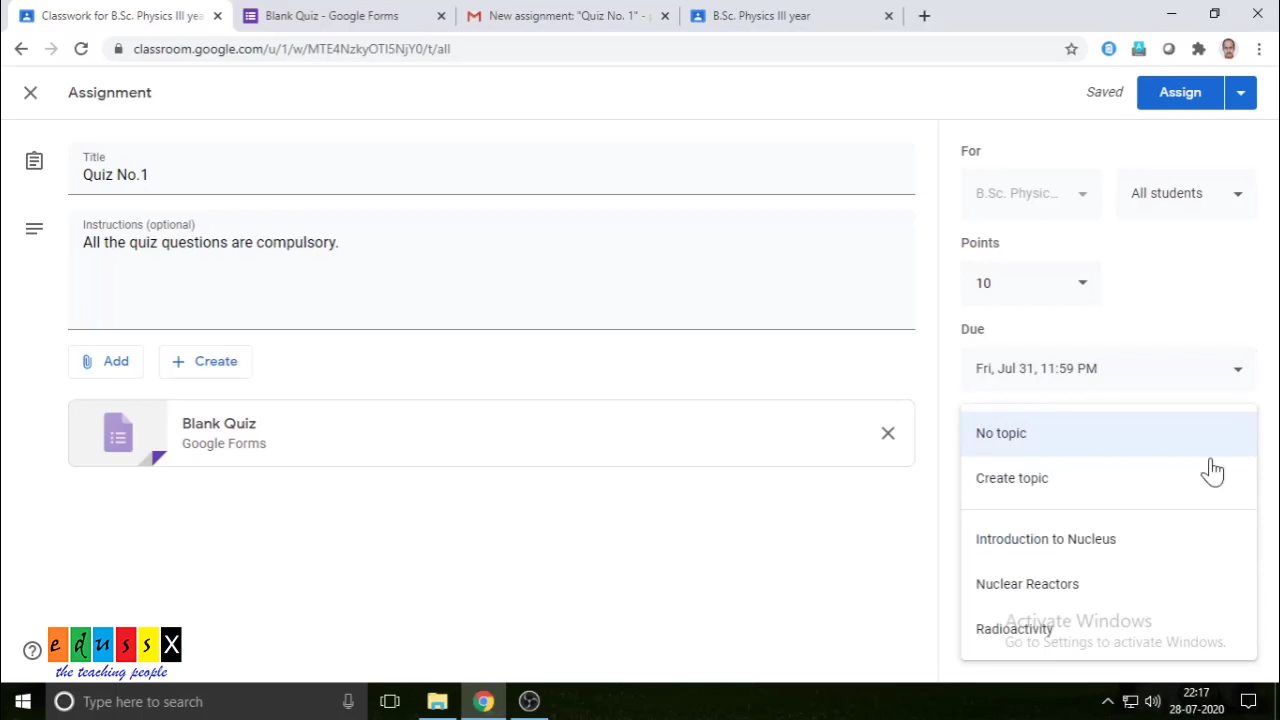 Classwork for B.Sc. Physics III yea
Blank Quiz - Google Forms
New assignment: "Quiz No. 1" -
B.Sc. Physics III year
classroom.google.com/u/1/w/MTE4NzkyOTI5NjY0/t/all
Assignment
Saved
Assign
Title
Quiz No.1
Instructions (optional)
All the quiz questions are compulsory.
Add
Create
Blank Quiz
Google Forms
For
B.Sc. Physic...
All students
Points
10
Due
Fri, Jul 31, 11:59 PM
No topic
Create topic
Introduction to Nucleus
Nuclear Reactors
Radioactivity
Activate Windows
Go to Settings to activate Windows.
edussX
the teaching people
Type here to search
22:17
28-07-2020